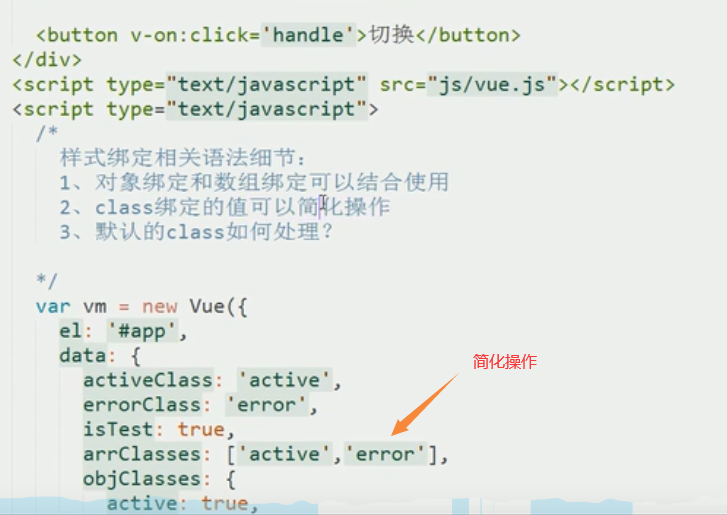 <button v-on:click='handle'>切换</button>
</div>
<script type="text/javascript" src="js/vue.js"></script>
<script type="text/javascript">
/*
样式绑定相关语法细节：
1、对象绑定和数组绑定可以结合使用
2、class绑定的值可以简化操作
3、默认的class如何处理？
*/
var vm = new Vue({
el: '#app',
data: {
简化操作
activeClass: 'active',
errorClass: 'error',
isTest: true,
arrClasses: ['active','error'],
objClasses: {
active: true,